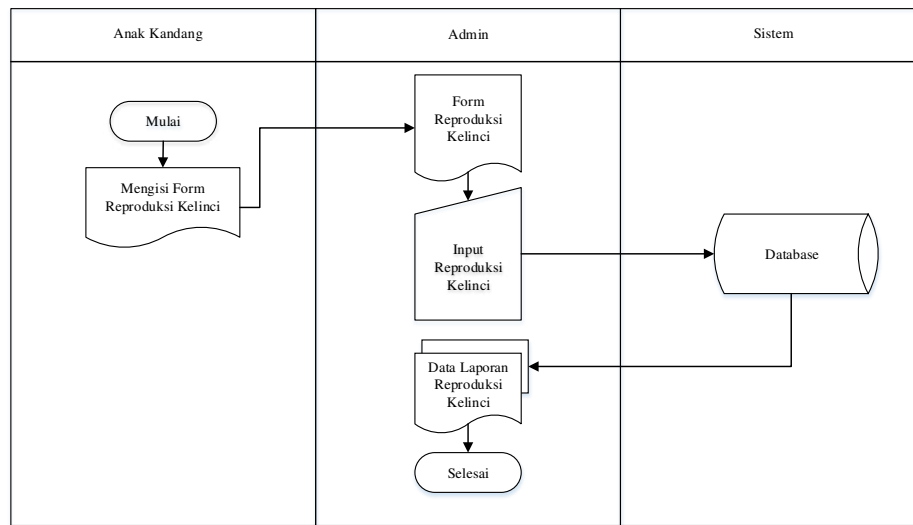 Anak Kandang
Admin
Sistem
Mulai
Mengisi Form
Reproduksi Kelinci
Form
Reproduksi
Kelinci
Input
Reproduksi
Kelinci
Database
Data Laporan
Reproduksi
Kelinci
Selesai